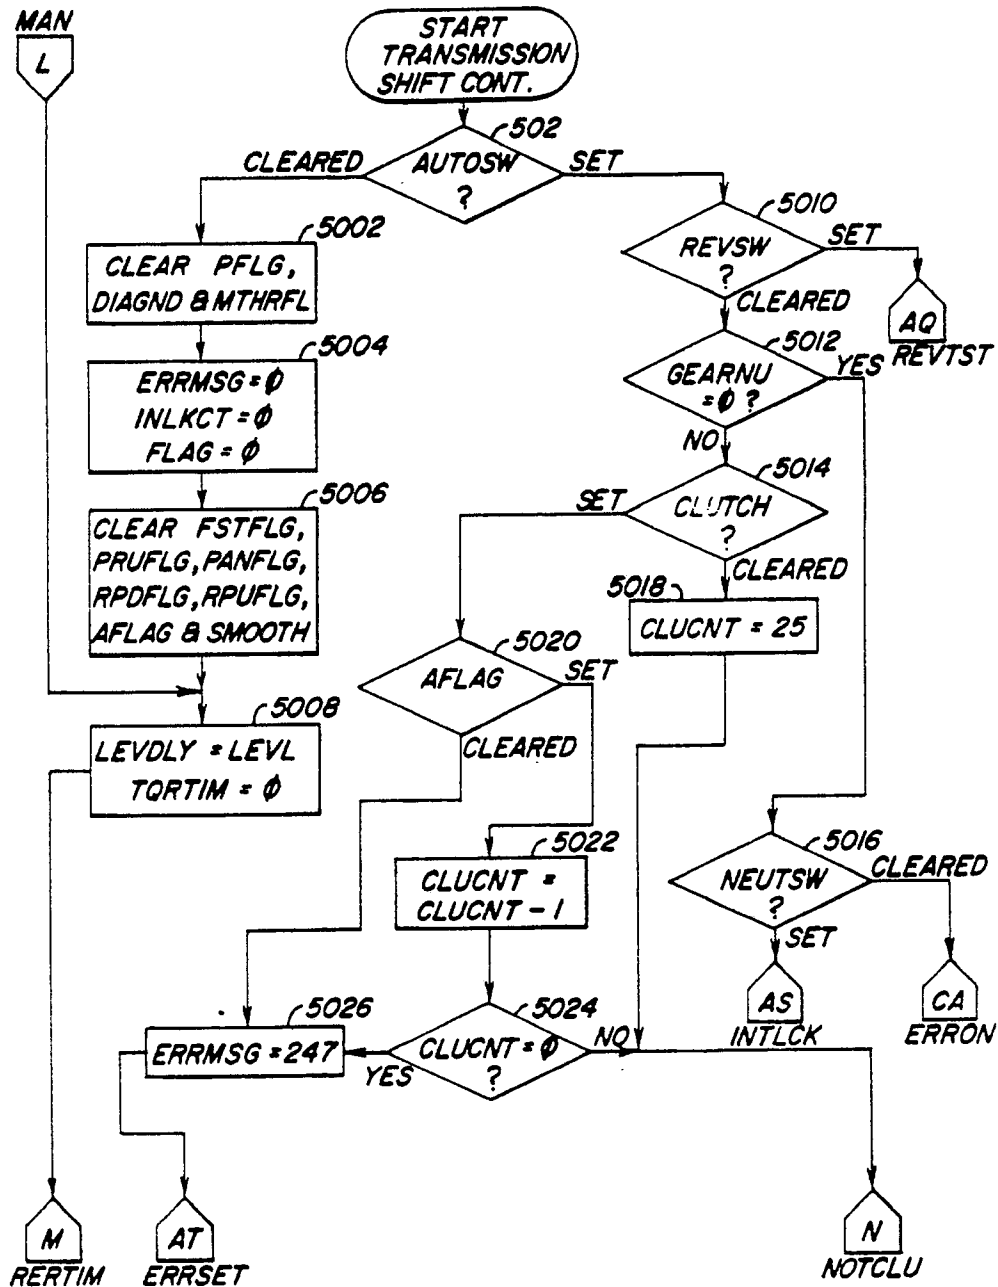 MAN
L
START
TRANSMISSION
SHIFT CONT.
502
AUTOSW
?
CLEARED
SET
5002
CLEAR PFLG,
DIAGND & MTHRFL
5004
ERRMSG = φ
INLKCT = φ
FLAG = φ
5006
CLEAR FSTFLG,
PRUFLG, PANFLG,
RPDFLG, RPUFLG,
AFLAG & SMOOTH
5008
LEVDLY = LEVL
TQRTIM = φ
5010
REVSW
?
SET
CLEARED
AQ
REVTST
5012
GEARNU
= φ ?
YES
NO
5014
CLUTCH
?
SET
CLEARED
5018
CLUCNT = 25
5020
AFLAG
SET
CLEARED
5022
CLUCNT =
CLUCNT - 1
5016
NEUTSW
?
CLEARED
SET
AS
INTLCK
CA
ERRON
5024
CLUCNT = φ
?
NO
YES
5026
ERRMSG = 247
M
RERTIM
AT
ERRSET
N
NOTCLU